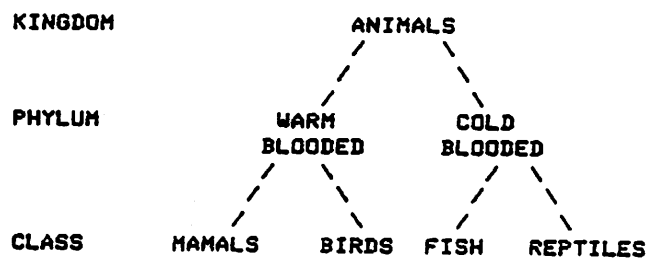 KINGDOM ANIMALS
PHYLUM WARM COLD
BLOODED BLOODED
CLASS MAMALS BIRDS FISH REPTILES